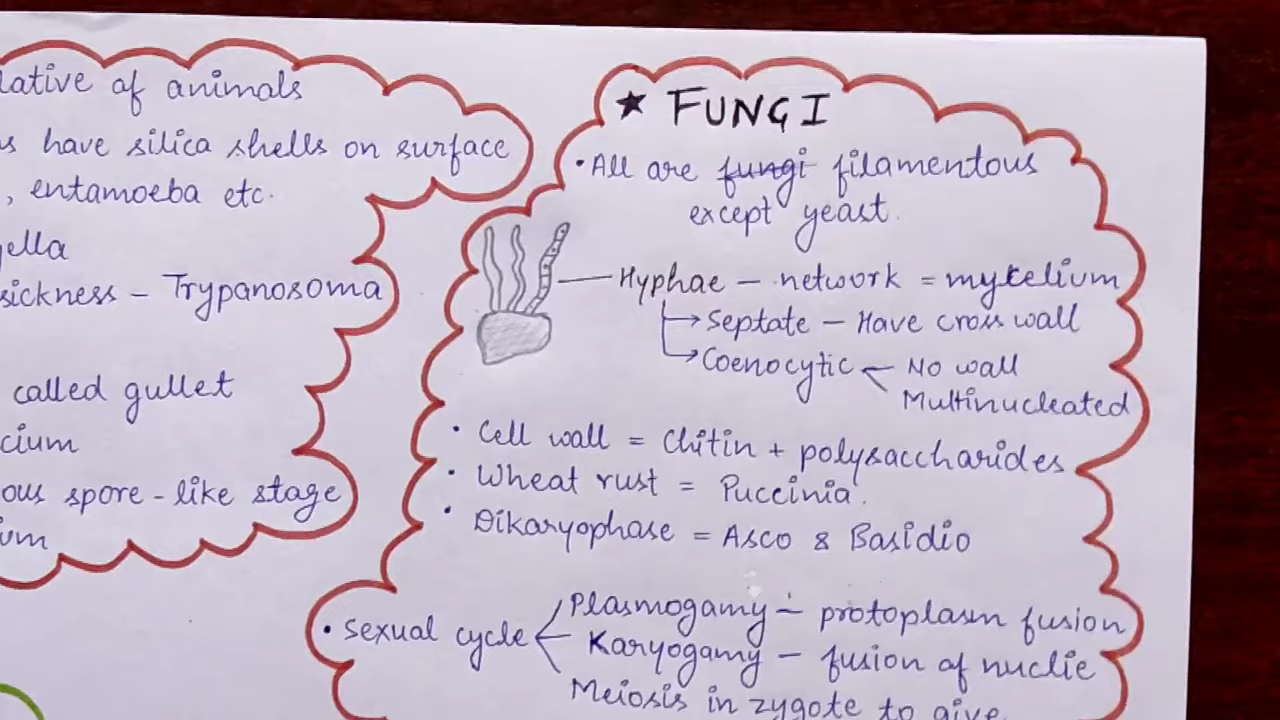 lative of animals
s have silica shells on surface
, entamoeba etc.
ella
sickness - Trypanosoma
called gullet
cium
ous spore-like stage
ium
★ FUNGI
• All are fungi filamentous
except yeast.
Hyphae - network = mycelium
→ Septate - Have cross wall
→ Coenocytic - No wall
Multinucleated
• Cell wall = Chitin + polysaccharides
• Wheat rust = Puccinia.
• Dikaryophase = Asco & Basidio
• Sexual cycle
Plasmogamy - protoplasm fusion
Karyogamy - fusion of nuclie
Meiosis in zygote to give